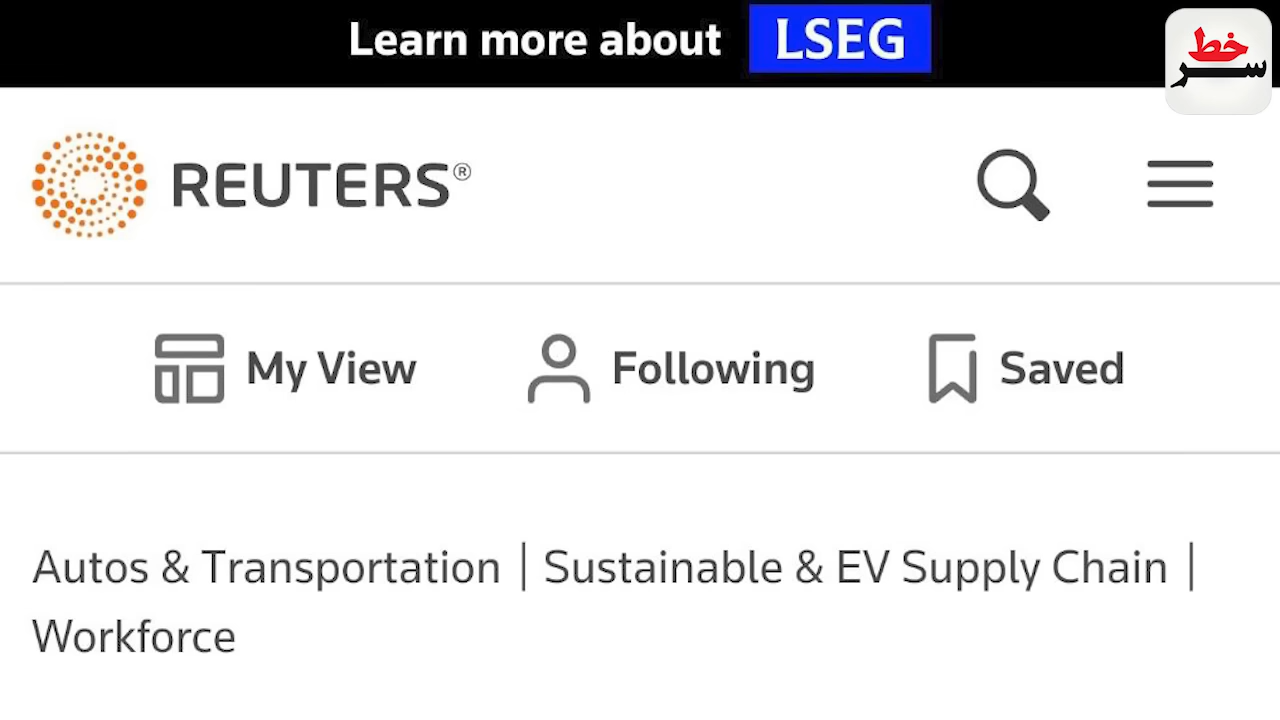 Learn more about LSEG
خط سر
REUTERS®
My View Following Saved
Autos & Transportation | Sustainable & EV Supply Chain |
Workforce